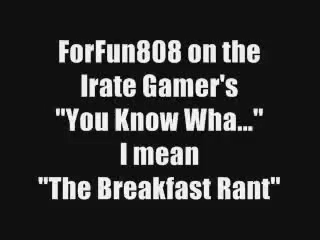 ForFun808 on the
Irate Gamer's
"You Know Wha..."
I mean
"The Breakfast Rant"